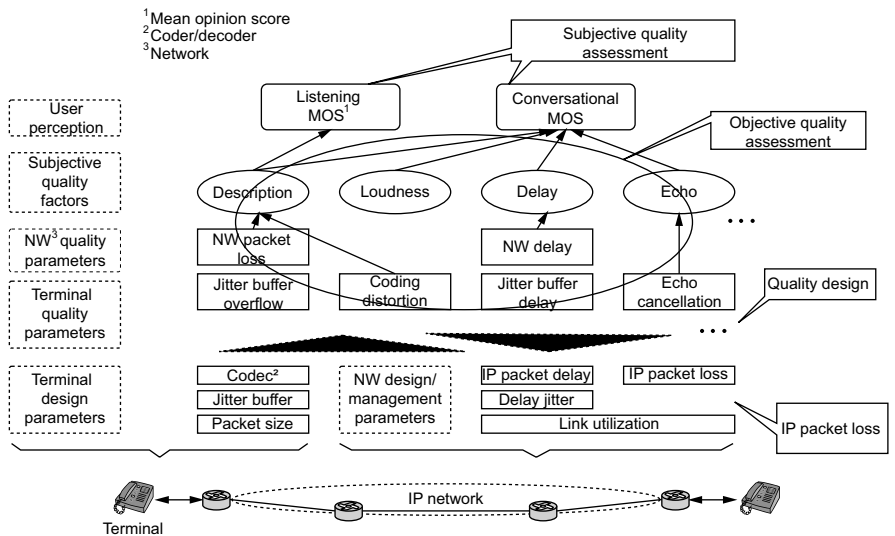 ¹Mean opinion score
²Coder/decoder
³Network
Subjective quality
assessment
Listening
MOS¹
Conversational
MOS
User
perception
Objective quality
assessment
Subjective
quality
factors
Description
Loudness
Delay
Echo
...
NW³ quality
parameters
NW packet
loss
NW delay
Terminal
quality
parameters
Jitter buffer
overflow
Coding
distortion
Jitter buffer
delay
Echo
cancellation
Quality design
...
Terminal
design
parameters
Codec²
Jitter buffer
Packet size
NW design/
management
parameters
IP packet delay
IP packet loss
Delay jitter
Link utilization
IP packet loss
IP network
Terminal